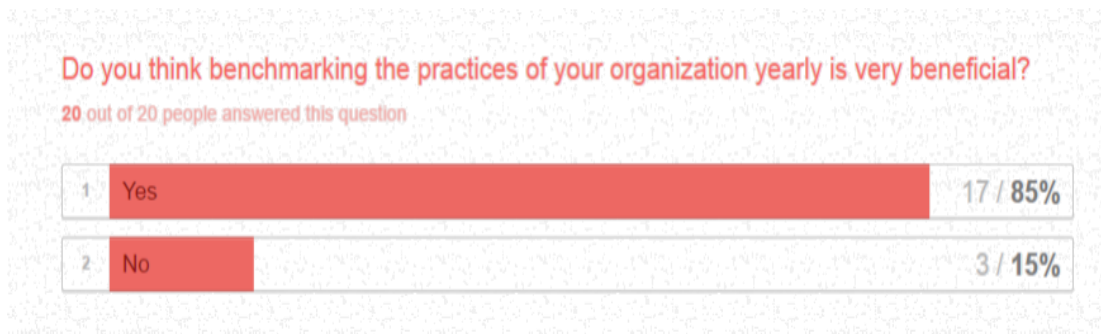 Do you think benchmarking the practices of your organization yearly is very beneficial?
20 out of 20 people answered this question
1 Yes 17 / 85%
2 No 3 / 15%